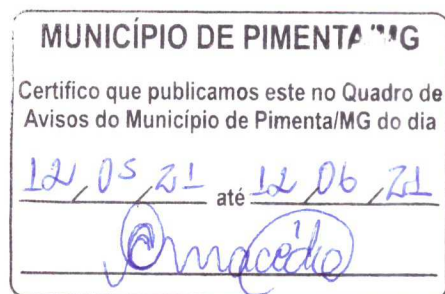 MUNICÍPIO DE PIMENTA/MG
Certifico que publicamos este no Quadro de
Avisos do Município de Pimenta/MG do dia
12/05/21 até 12/06/21